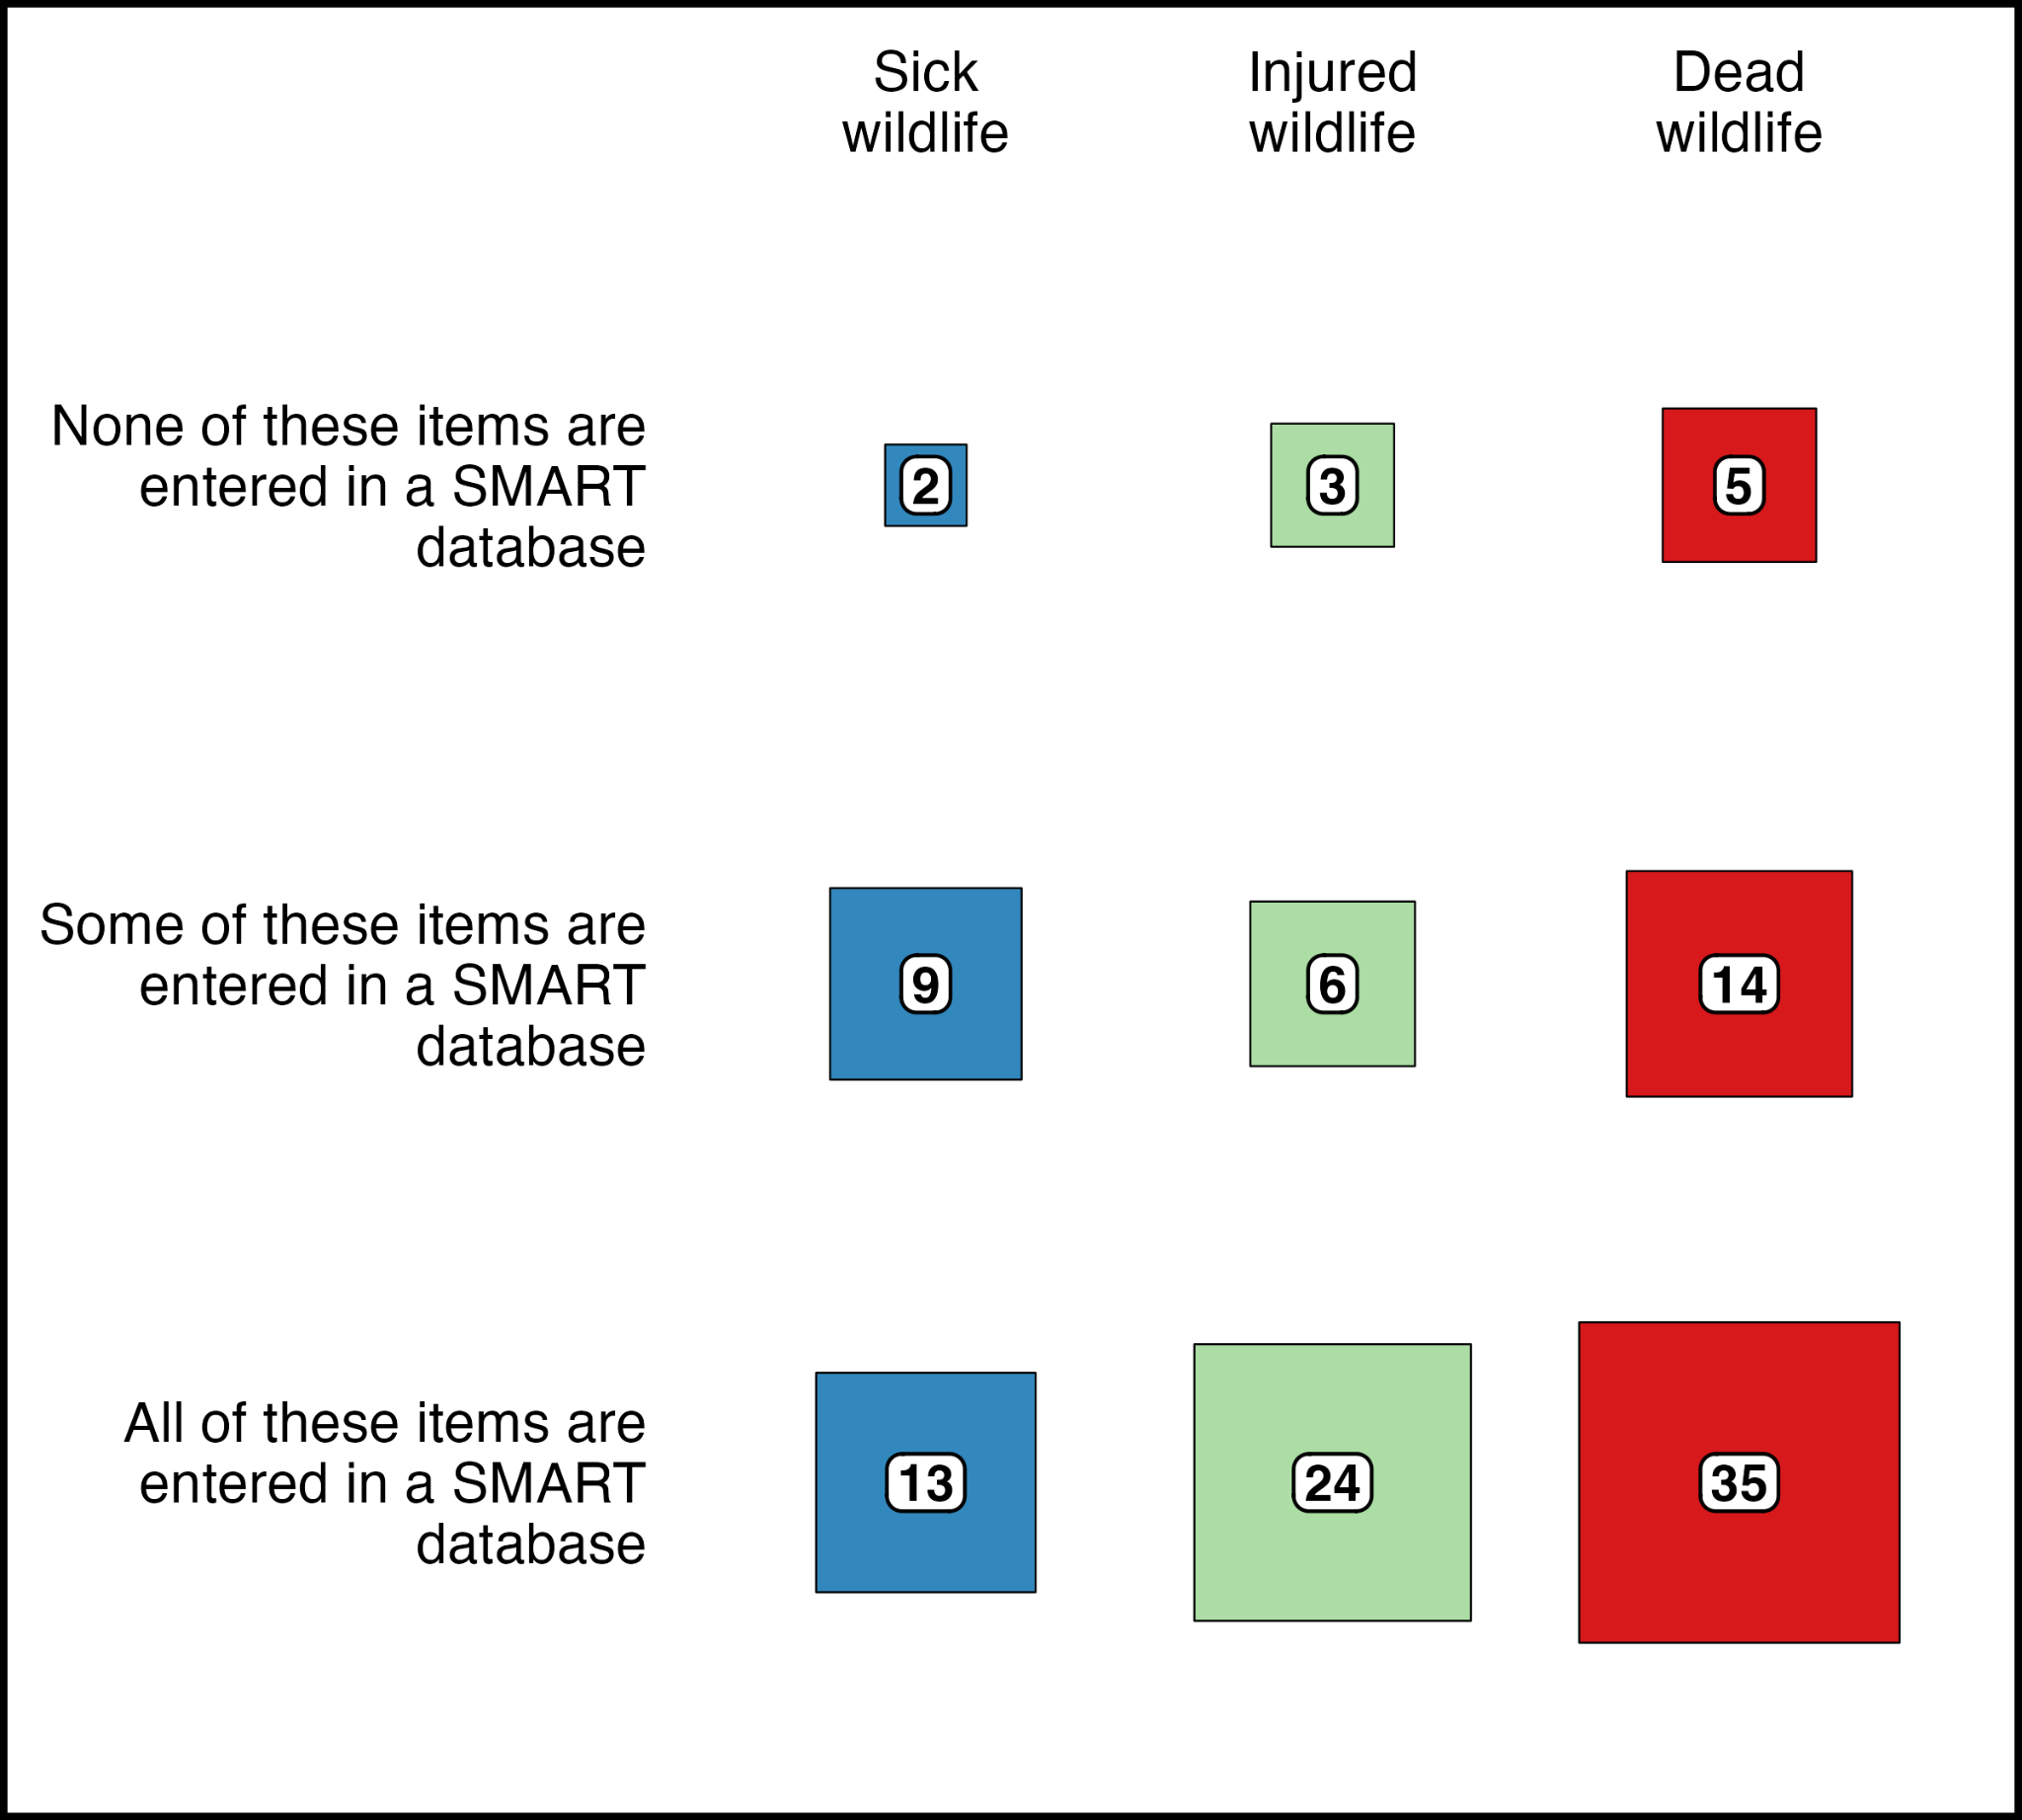 Sick
wildlife
Injured
wildlife
Dead
wildlife
None of these items are
entered in a SMART
database
2
3
5
Some of these items are
entered in a SMART
database
9
6
14
All of these items are
entered in a SMART
database
13
24
35